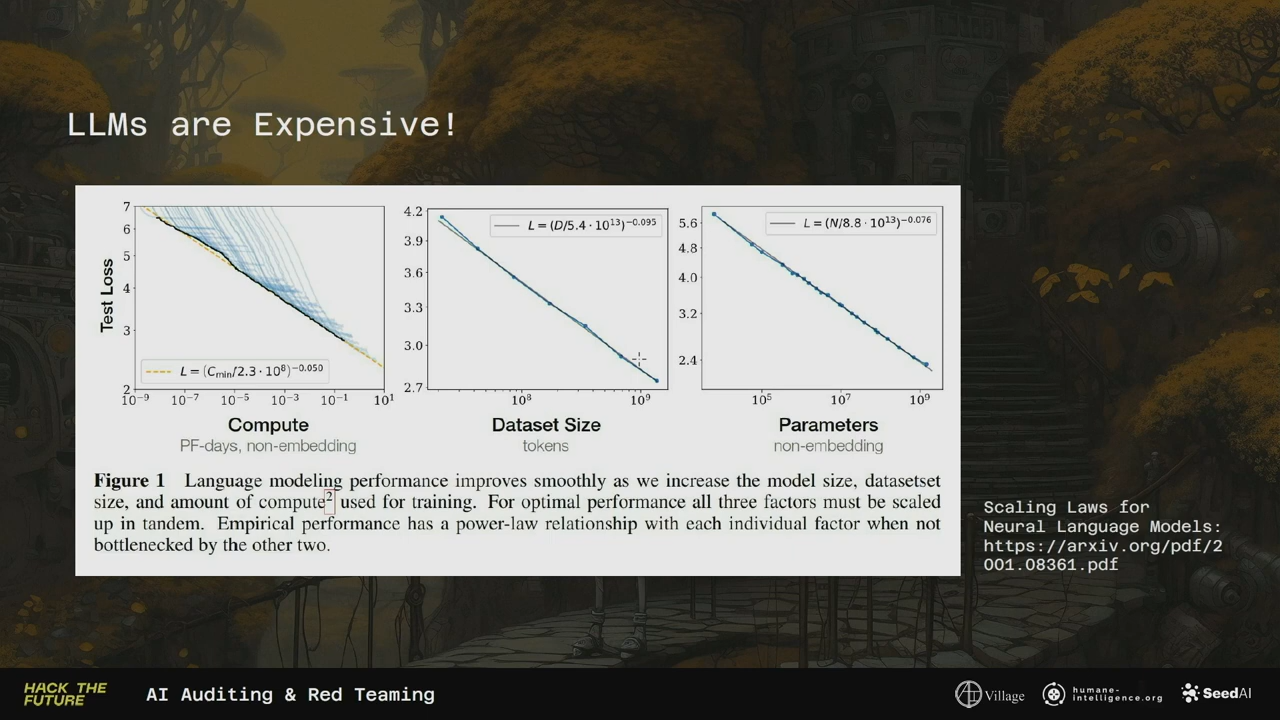 LLMs are Expensive!
7
6
5
4
3
2
Test Loss
L = (C_min/2.3 · 10^8)^−0.050
10^−9 10^−7 10^−5 10^−3 10^−1 10^1
Compute
PF-days, non-embedding
4.2
3.9
3.6
3.3
3.0
2.7
L = (D/5.4 · 10^13)^−0.095
10^8 10^9
Dataset Size
tokens
5.6
4.8
4.0
3.2
2.4
L = (N/8.8 · 10^13)^−0.076
10^5 10^7 10^9
Parameters
non-embedding
Figure 1 Language modeling performance improves smoothly as we increase the model size, datasetset
size, and amount of compute^2 used for training. For optimal performance all three factors must be scaled
up in tandem. Empirical performance has a power-law relationship with each individual factor when not
bottlenecked by the other two.
Scaling Laws for
Neural Language Models:
https://arxiv.org/pdf/2
001.08361.pdf
HACK THE
FUTURE
AI Auditing & Red Teaming
AI Village
humane-
intelligence.org
SeedAI